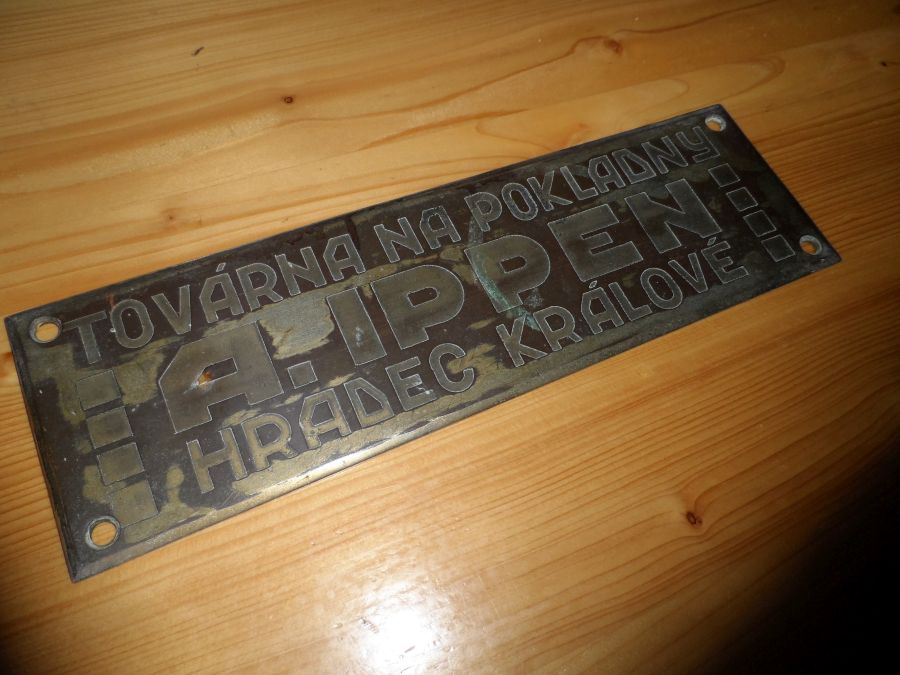 TOVÁRNA NA POKLADNY
A. IPPEN
HRADEC KRÁLOVÉ